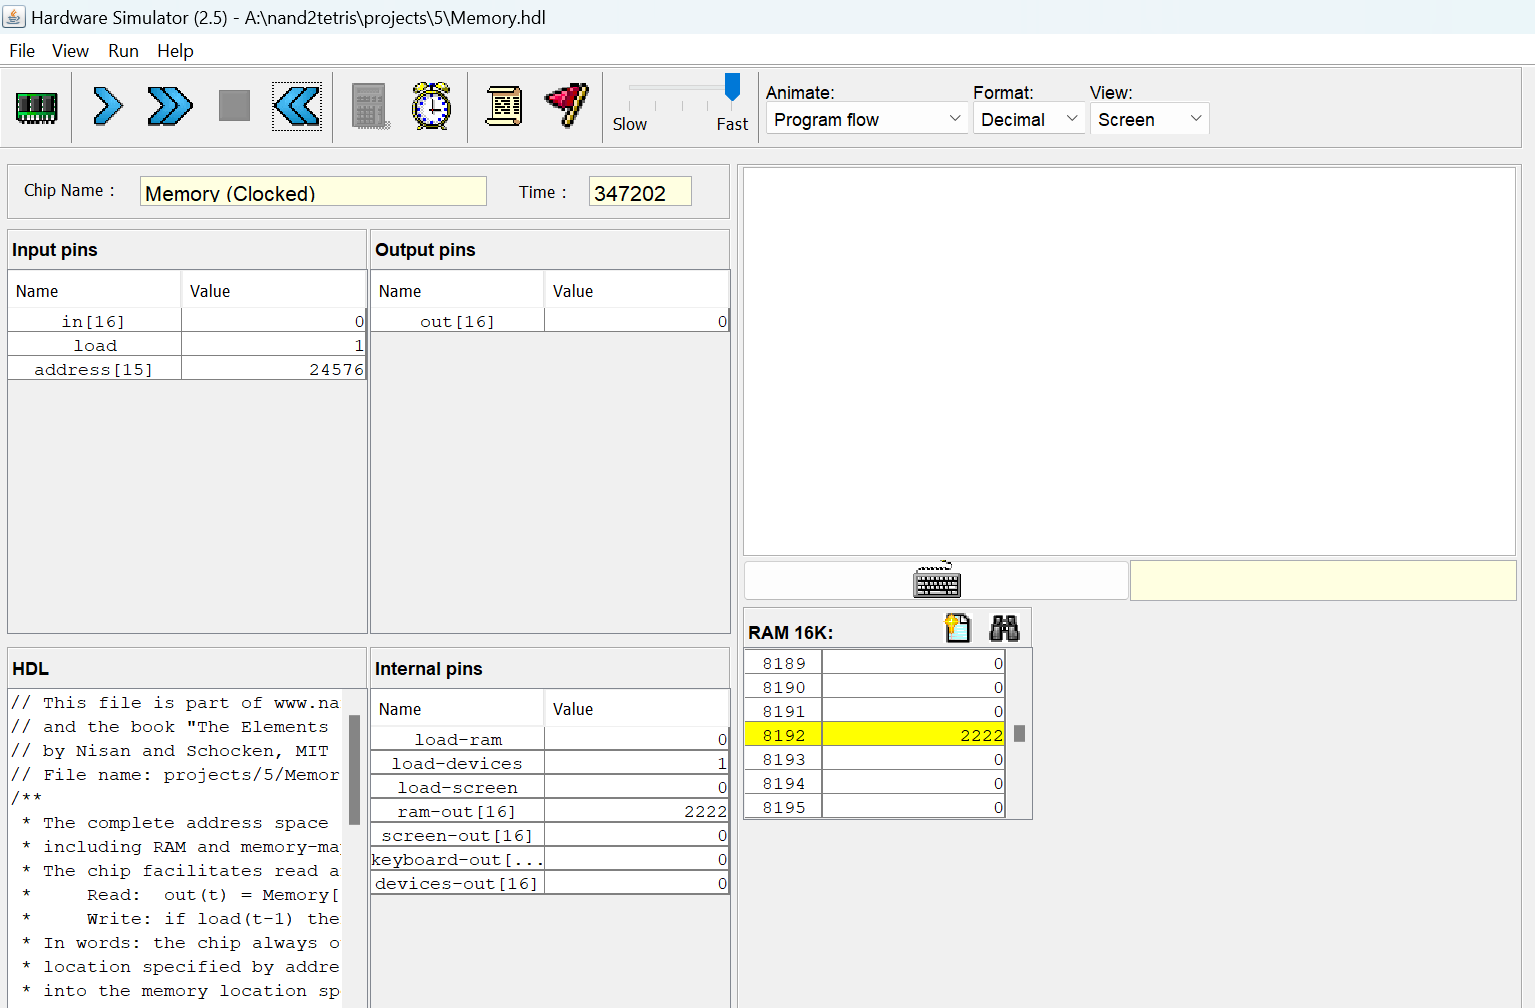 Hardware Simulator (2.5) - A:\nand2tetris\projects\5\Memory.hdl
File View Run Help
Slow Fast
Animate: Format: View:
Program flow Decimal Screen
Chip Name : Memory (Clocked) Time : 347202
Input pins
Name Value
in[16] 0
load 1
address[15] 24576
Output pins
Name Value
out[16] 0
HDL
// This file is part of www.na
// and the book "The Elements
// by Nisan and Schocken, MIT
// File name: projects/5/Memor
/**
* The complete address space
* including RAM and memory-ma
* The chip facilitates read a
* Read: out(t) = Memory[
* Write: if load(t-1) the
* In words: the chip always o
* location specified by addre
* into the memory location sp
Internal pins
Name Value
load-ram 0
load-devices 1
load-screen 0
ram-out[16] 2222
screen-out[16] 0
keyboard-out[... 0
devices-out[16] 0
RAM 16K:
8189 0
8190 0
8191 0
8192 2222
8193 0
8194 0
8195 0